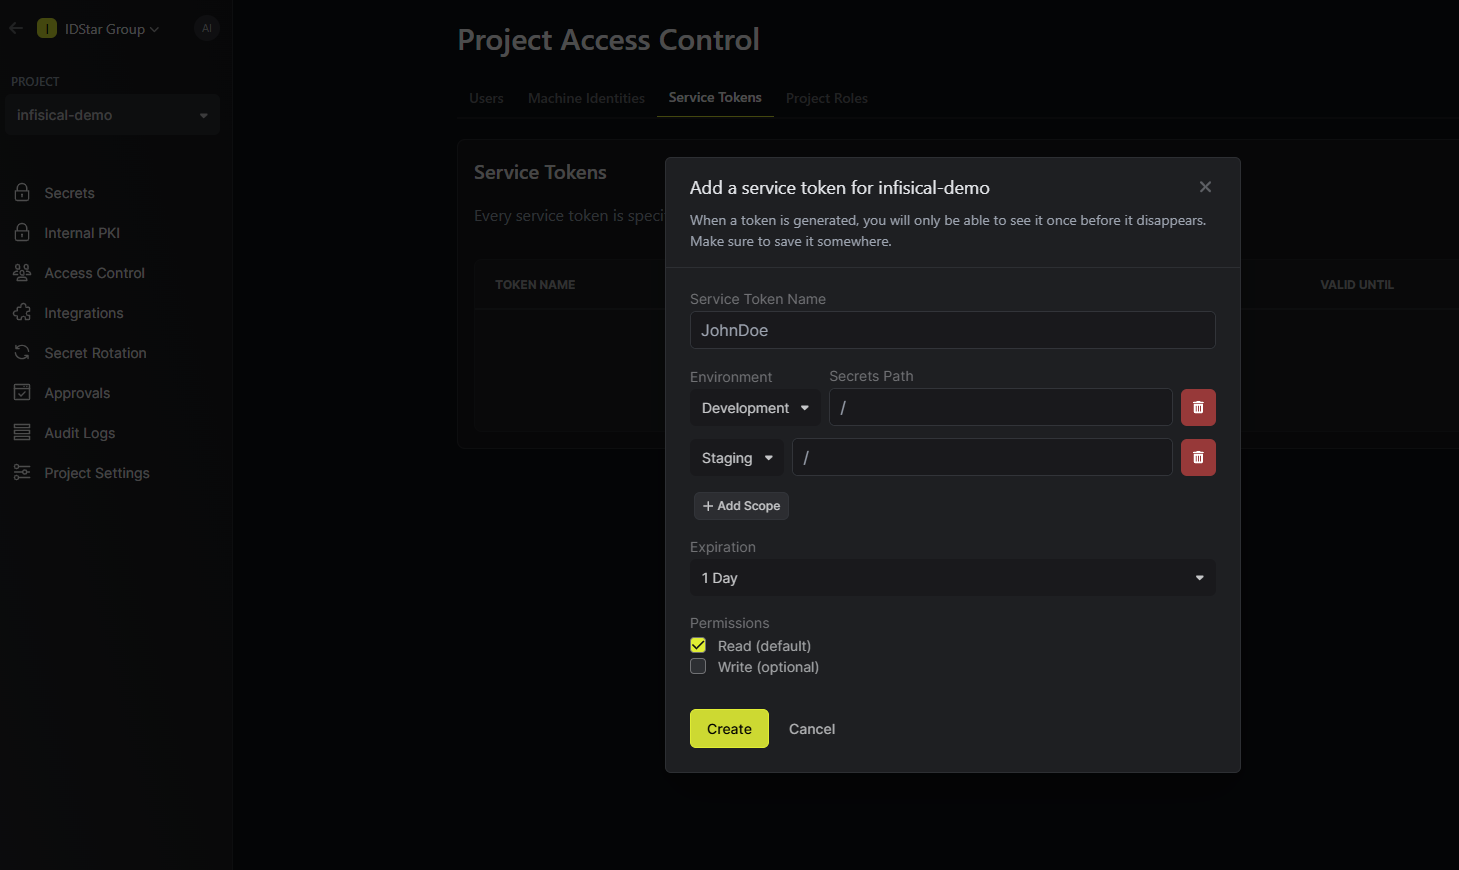 I IDStar Group
AI
PROJECT
infisical-demo
Secrets
Internal PKI
Access Control
Integrations
Secret Rotation
Approvals
Audit Logs
Project Settings
Project Access Control
Users Machine Identities Service Tokens Project Roles
Service Tokens
Every service token is speci
TOKEN NAME VALID UNTIL
Add a service token for infisical-demo
When a token is generated, you will only be able to see it once before it disappears.
Make sure to save it somewhere.
Service Token Name
JohnDoe
Environment Secrets Path
Development /
Staging /
+ Add Scope
Expiration
1 Day
Permissions
Read (default)
Write (optional)
Create Cancel